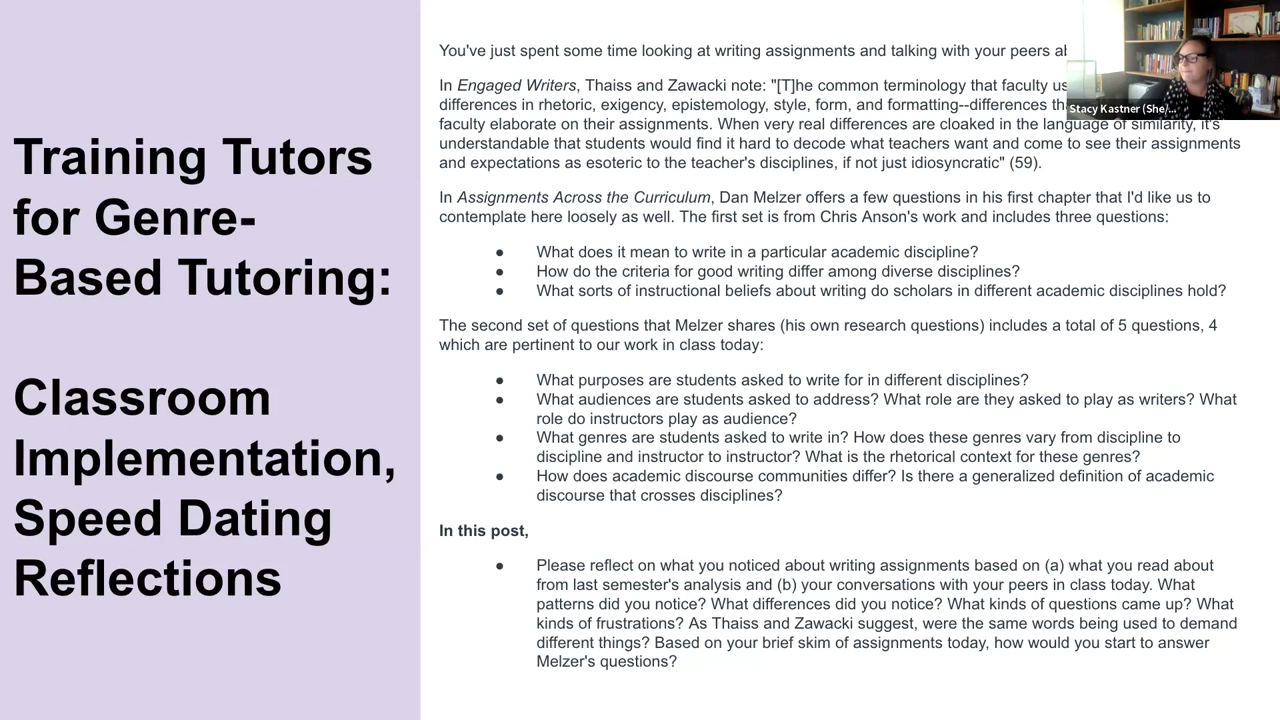 Training Tutors
for Genre-
Based Tutoring:
Classroom
Implementation,
Speed Dating
Reflections
You've just spent some time looking at writing assignments and talking with your peers
In Engaged Writers, Thaiss and Zawacki note: "[T]he common terminology that faculty
differences in rhetoric, exigency, epistemology, style, form, and formatting--differences
faculty elaborate on their assignments. When very real differences are cloaked in the language of similarity, it's
understandable that students would find it hard to decode what teachers want and come to see their assignments
and expectations as esoteric to the teacher's disciplines, if not just idiosyncratic" (59).
In Assignments Across the Curriculum, Dan Melzer offers a few questions in his first chapter that I'd like us to
contemplate here loosely as well. The first set is from Chris Anson's work and includes three questions:
● What does it mean to write in a particular academic discipline?
● How do the criteria for good writing differ among diverse disciplines?
● What sorts of instructional beliefs about writing do scholars in different academic disciplines hold?
The second set of questions that Melzer shares (his own research questions) includes a total of 5 questions, 4
which are pertinent to our work in class today:
● What purposes are students asked to write for in different disciplines?
● What audiences are students asked to address? What role are they asked to play as writers? What
role do instructors play as audience?
● What genres are students asked to write in? How does these genres vary from discipline to
discipline and instructor to instructor? What is the rhetorical context for these genres?
● How does academic discourse communities differ? Is there a generalized definition of academic
discourse that crosses disciplines?
In this post,
● Please reflect on what you noticed about writing assignments based on (a) what you read about
from last semester's analysis and (b) your conversations with your peers in class today. What
patterns did you notice? What differences did you notice? What kinds of questions came up? What
kinds of frustrations? As Thaiss and Zawacki suggest, were the same words being used to demand
different things? Based on your brief skim of assignments today, how would you start to answer
Melzer's questions?
Stacy Kastner (She/...